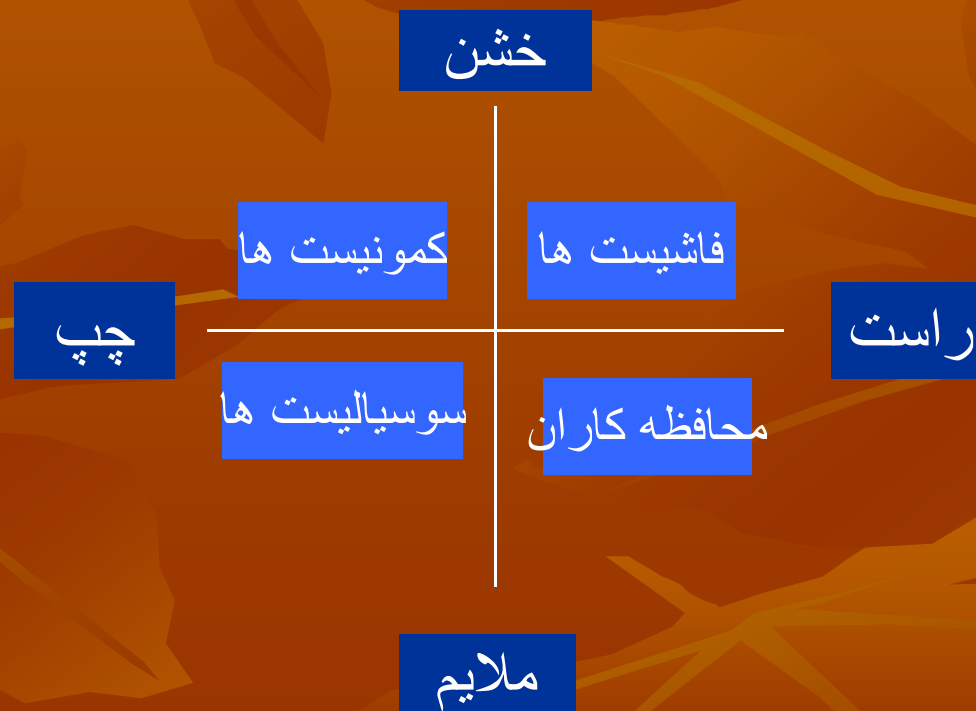 خشن
فاشیست ها
کمونیست ها
راست
چپ
سوسیالیست ها
محافظه کاران
ملایم